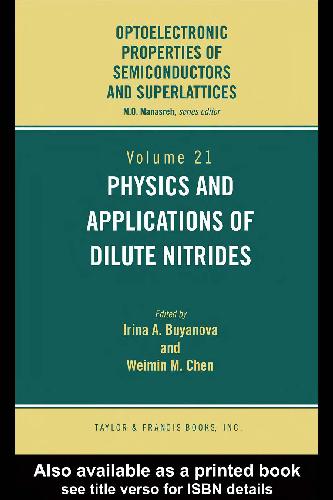 OPTOELECTRONIC
PROPERTIES OF
SEMICONDUCTORS
AND SUPERLATTICES
M.O. Manasreh, series editor
Volume 21
PHYSICS AND
APPLICATIONS OF
DILUTE NITRIDES
Edited by
Irina A. Buyanova
and
Weimin M. Chen
TAYLOR & FRANCIS BOOKS, INC.
Also available as a printed book
see title verso for ISBN details